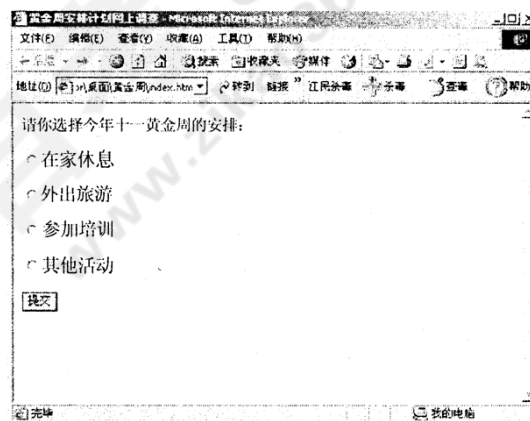 黄金周安排计划网上调查 - Microsoft Internet Explorer
文件(F) 编辑(E) 查看(V) 收藏(A) 工具(T) 帮助(H)
后退 搜索 收藏夹 媒体
地址(D) 桌面\黄金周\index.htm 转到 链接 » 江民杀毒 杀毒 查毒 帮助
请你选择今年十一黄金周的安排：
在家休息
外出旅游
参加培训
其他活动
提交
完毕 我的电脑